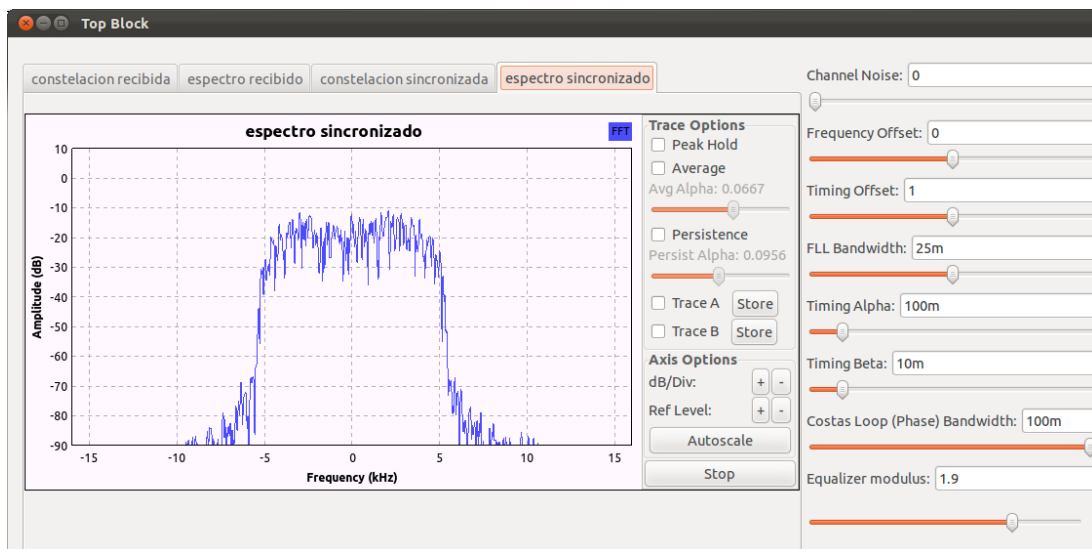 Top Block
constelacion recibida espectro recibido constelacion sincronizada espectro sincronizado
espectro sincronizado
FFT
10
0
-10
-20
-30
-40
-50
-60
-70
-80
-90
Amplitude (dB)
-15 -10 -5 0 5 10 15
Frequency (kHz)
Trace Options
Peak Hold
Average
Avg Alpha: 0.0667
Persistence
Persist Alpha: 0.0956
Trace A Store
Trace B Store
Axis Options
dB/Div: + -
Ref Level: + -
Autoscale
Stop
Channel Noise: 0
Frequency Offset: 0
Timing Offset: 1
FLL Bandwidth: 25m
Timing Alpha: 100m
Timing Beta: 10m
Costas Loop (Phase) Bandwidth: 100m
Equalizer modulus: 1.9